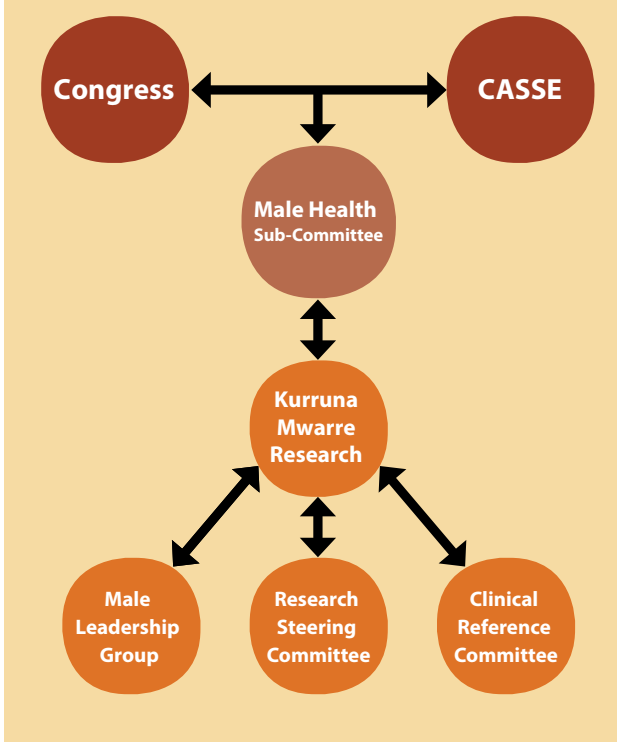 Congress
CASSE
Male Health
Sub-Committee
Kurruna
Mwarre
Research
Male
Leadership
Group
Research
Steering
Committee
Clinical
Reference
Committee